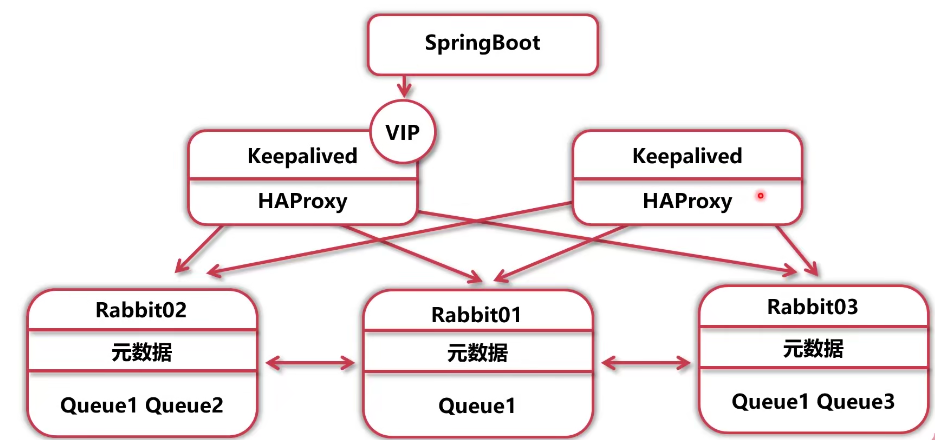 SpringBoot
VIP
Keepalived
HAProxy
Keepalived
HAProxy
Rabbit02
元数据
Queue1 Queue2
Rabbit01
元数据
Queue1
Rabbit03
元数据
Queue1 Queue3